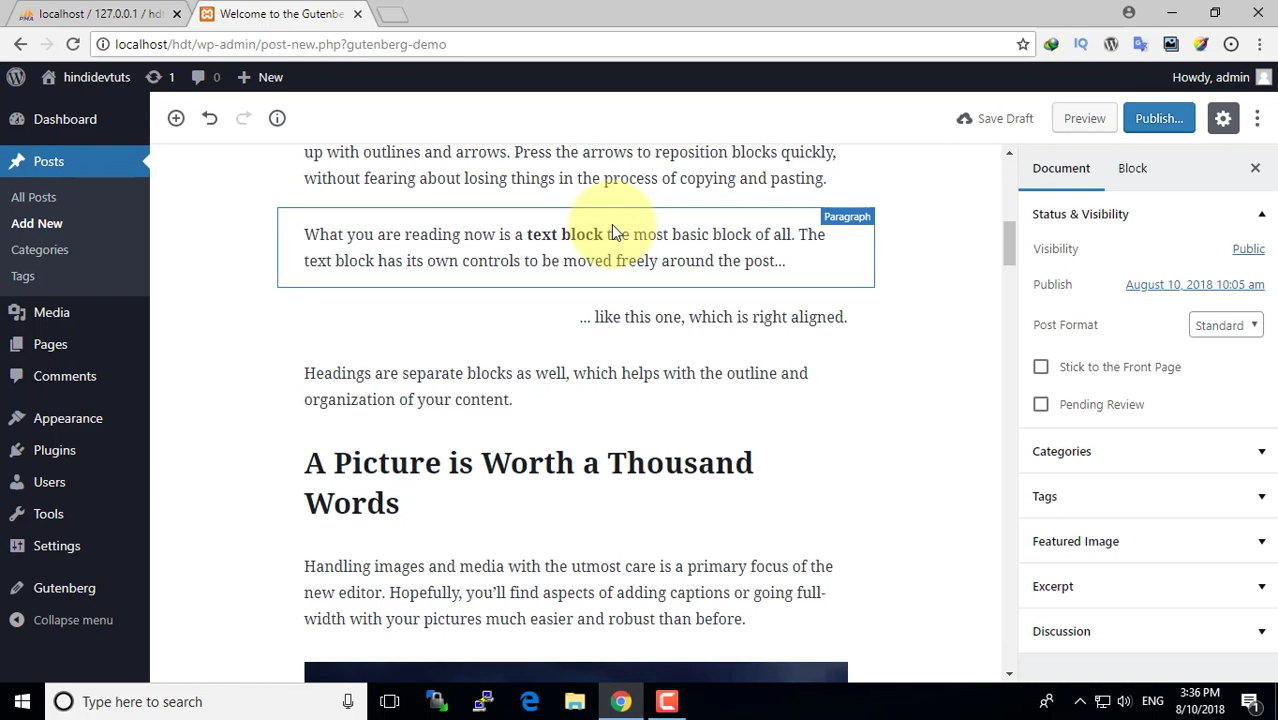 localhost / 127.0.0.1 / hdt
Welcome to the Gutenbe
localhost/hdt/wp-admin/post-new.php?gutenberg-demo
hindidevtuts
1
0
New
Howdy, admin
Dashboard
Posts
All Posts
Add New
Categories
Tags
Media
Pages
Comments
Appearance
Plugins
Users
Tools
Settings
Gutenberg
Collapse menu
Save Draft
Preview
Publish...
up with outlines and arrows. Press the arrows to reposition blocks quickly,
without fearing about losing things in the process of copying and pasting.
Paragraph
What you are reading now is a text block the most basic block of all. The
text block has its own controls to be moved freely around the post...
... like this one, which is right aligned.
Headings are separate blocks as well, which helps with the outline and
organization of your content.
A Picture is Worth a Thousand
Words
Handling images and media with the utmost care is a primary focus of the
new editor. Hopefully, you’ll find aspects of adding captions or going full-
width with your pictures much easier and robust than before.
Document
Block
Status & Visibility
Visibility
Public
Publish
August 10, 2018 10:05 am
Post Format
Standard
Stick to the Front Page
Pending Review
Categories
Tags
Featured Image
Excerpt
Discussion
Type here to search
ENG
3:36 PM
8/10/2018
1